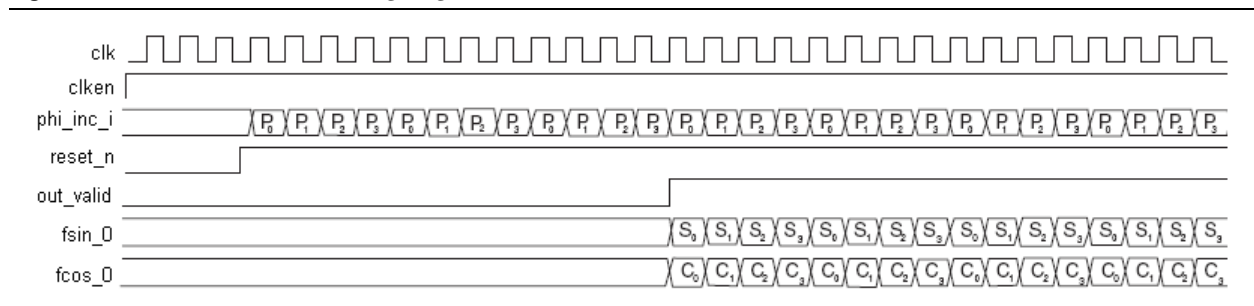 clk
clken
phi_inc_i P₀ P₁ P₂ P₃ P₀ P₁ P₂ P₃ P₀ P₁ P₂ P₃ P₀ P₁ P₂ P₃ P₀ P₁ P₂ P₃ P₀ P₁ P₂ P₃ P₀ P₁ P₂ P₃
reset_n
out_valid
fsin_0 S₀ S₁ S₂ S₃ S₀ S₁ S₂ S₃ S₀ S₁ S₂ S₃ S₀ S₁ S₂ S₃
fcos_0 C₀ C₁ C₂ C₃ C₀ C₁ C₂ C₃ C₀ C₁ C₂ C₃ C₀ C₁ C₂ C₃